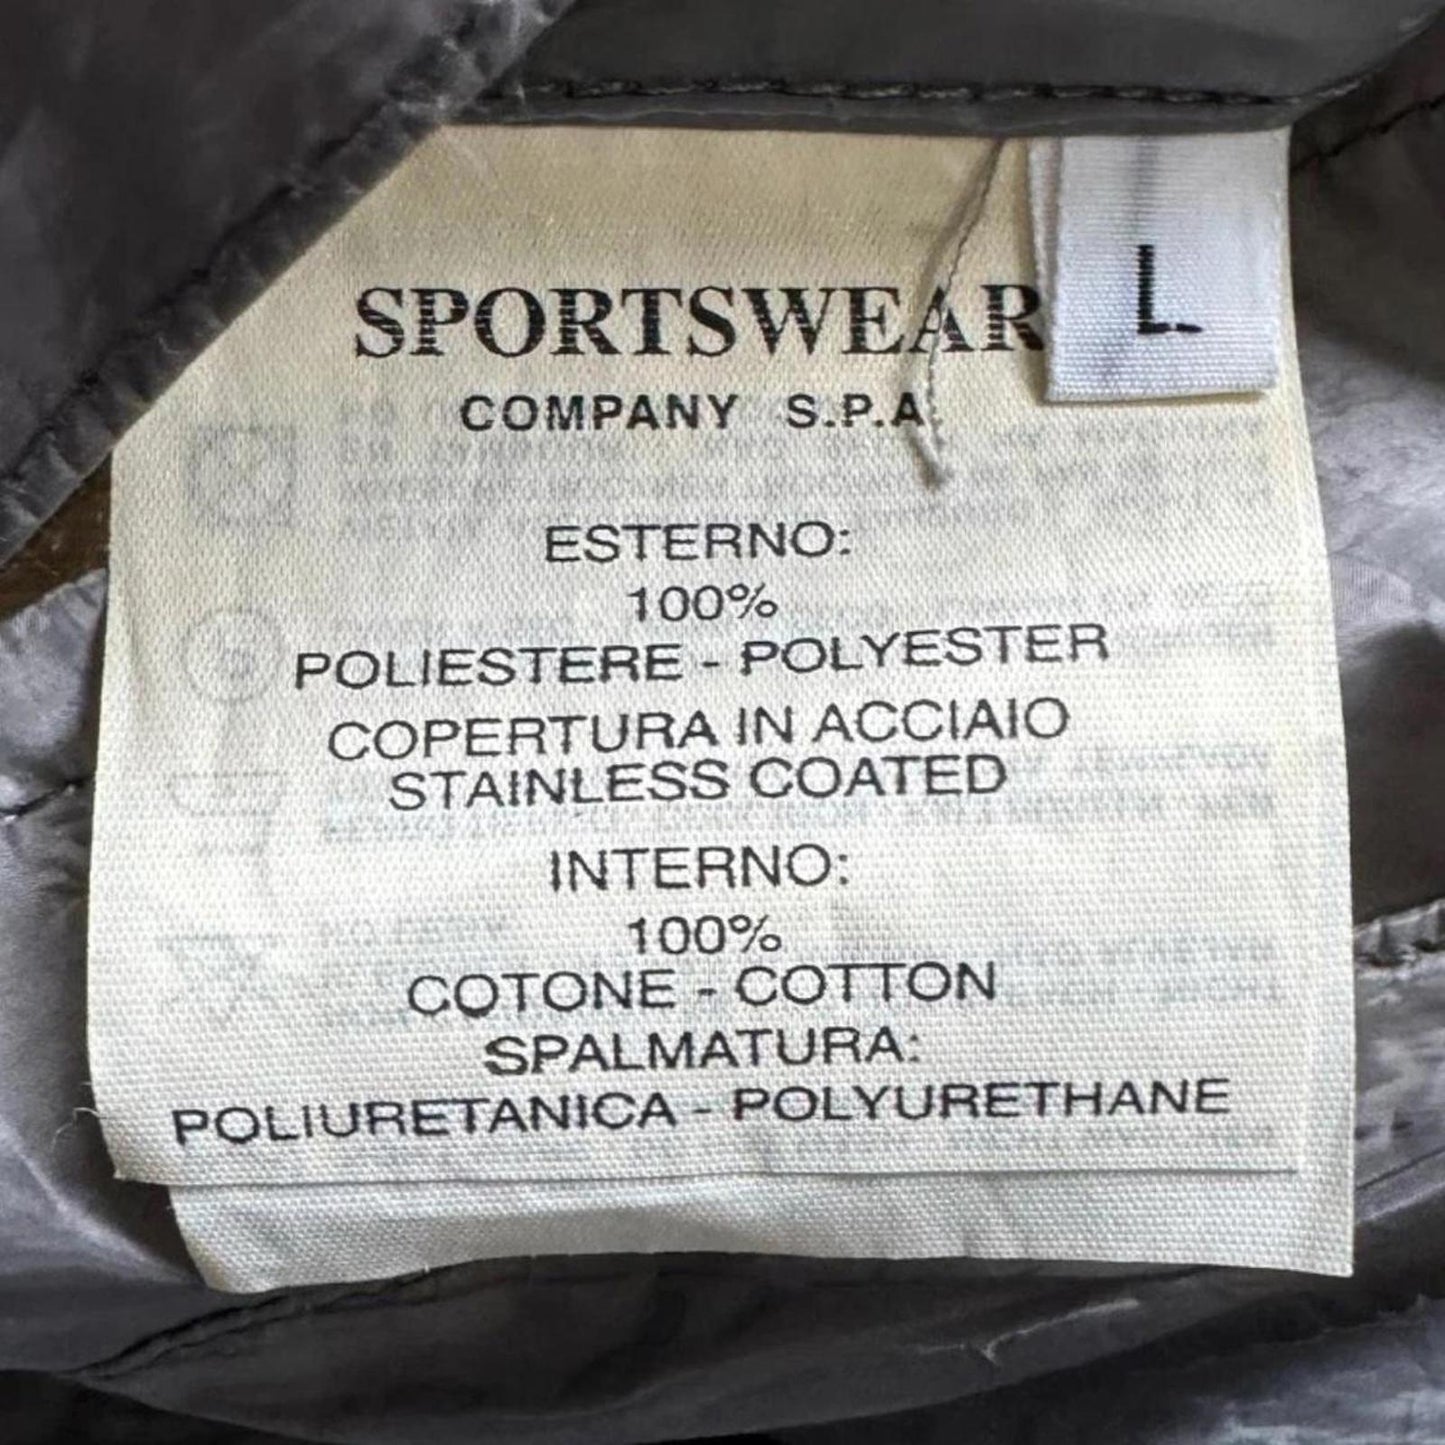 L
SPORTSWEAR
COMPANY S.P.A.
ESTERNO:
100%
POLIESTERE - POLYESTER
COPERTURA IN ACCIAIO
STAINLESS COATED
INTERNO:
100%
COTONE - COTTON
SPALMATURA:
POLIURETANICA - POLYURETHANE